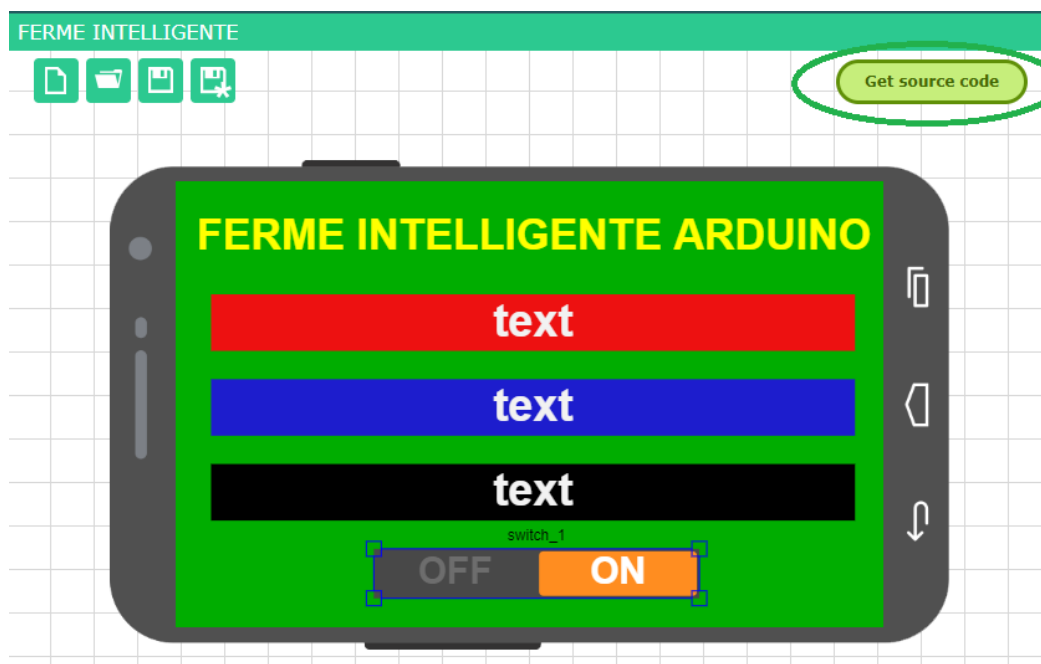 FERME INTELLIGENTE
Get source code
FERME INTELLIGENTE ARDUINO
text
text
text
switch_1
OFF ON